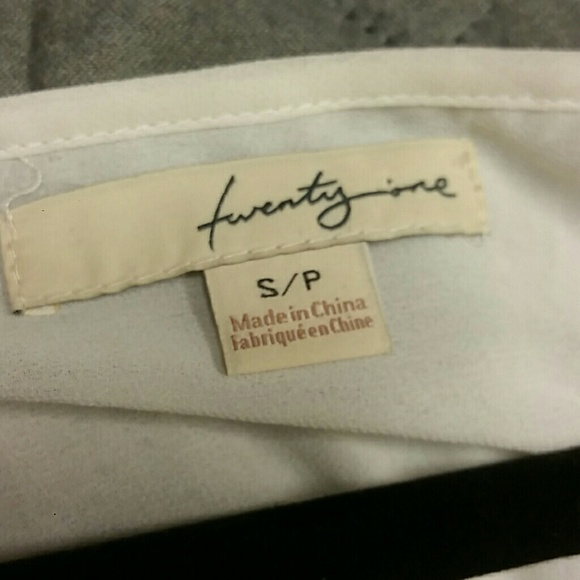 twenty one
S/P
Made in China
Fabriqué en Chine